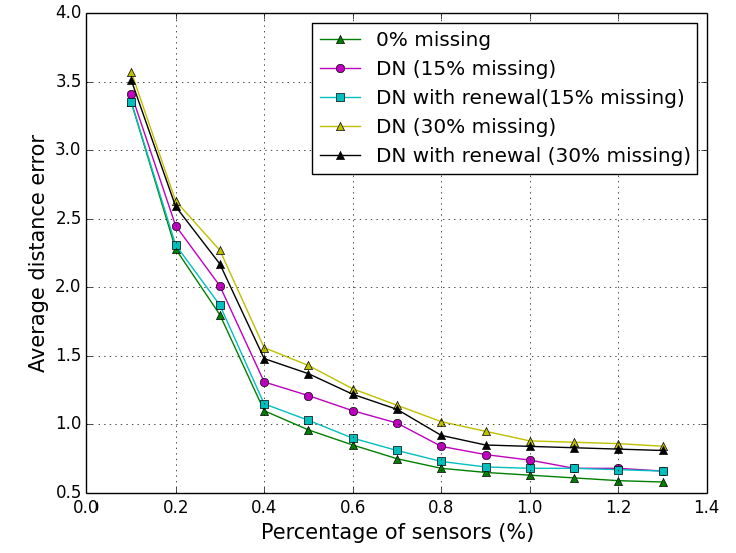 4.0
3.5
3.0
2.5
2.0
1.5
1.0
0.5
Average distance error
0% missing
DN (15% missing)
DN with renewal(15% missing)
DN (30% missing)
DN with renewal (30% missing)
0.0 0.2 0.4 0.6 0.8 1.0 1.2 1.4
Percentage of sensors (%)